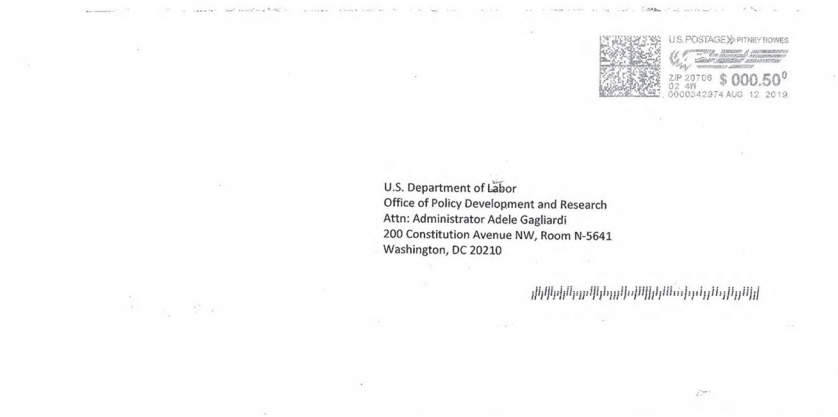 U.S. POSTAGE PITNEY BOWES
ZIP 20706 $ 000.50⁰
02 4W
0000342974 AUG 12 2019
U.S. Department of Labor
Office of Policy Development and Research
Attn: Administrator Adele Gagliardi
200 Constitution Avenue NW, Room N-5641
Washington, DC 20210